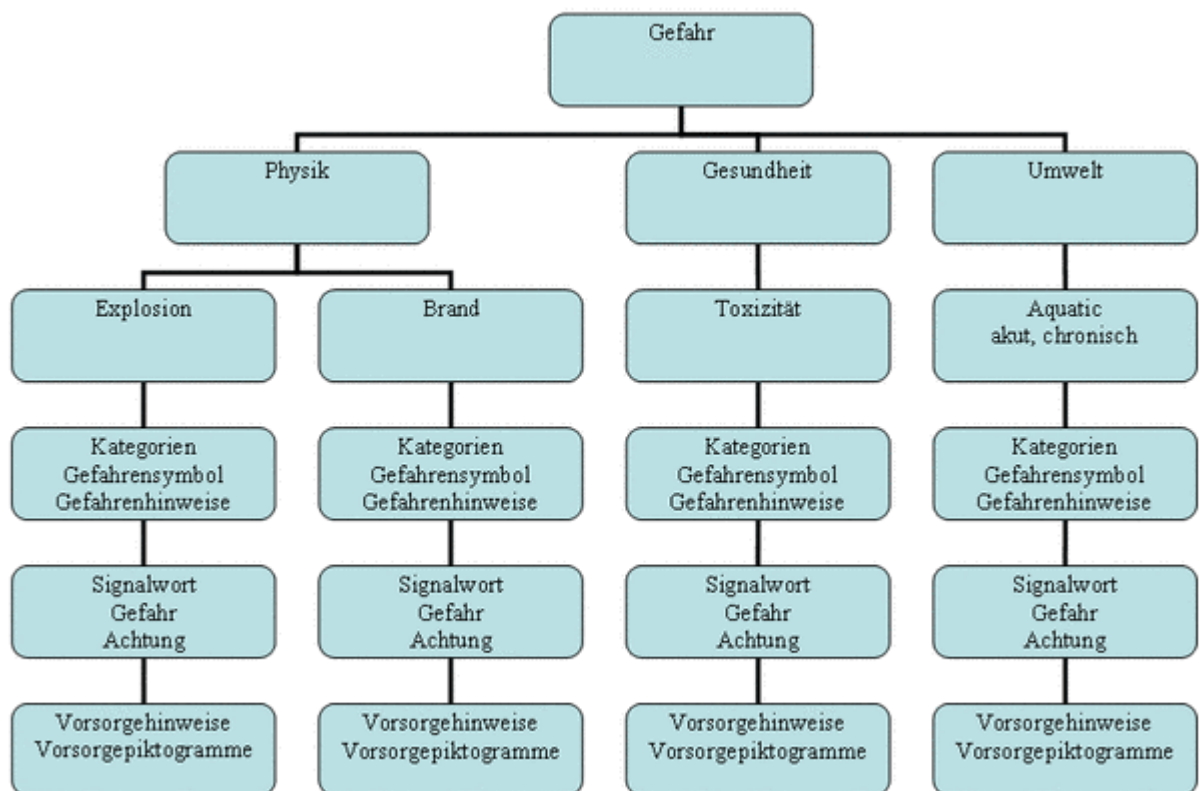 Gefahr
Physik
Gesundheit
Umwelt
Explosion
Brand
Toxizität
Aquatic
akut, chronisch
Kategorien
Gefahrensymbol
Gefahrenhinweise
Kategorien
Gefahrensymbol
Gefahrenhinweise
Kategorien
Gefahrensymbol
Gefahrenhinweise
Kategorien
Gefahrensymbol
Gefahrenhinweise
Signalwort
Gefahr
Achtung
Signalwort
Gefahr
Achtung
Signalwort
Gefahr
Achtung
Signalwort
Gefahr
Achtung
Vorsorgehinweise
Vorsorgepiktogramme
Vorsorgehinweise
Vorsorgepiktogramme
Vorsorgehinweise
Vorsorgepiktogramme
Vorsorgehinweise
Vorsorgepiktogramme